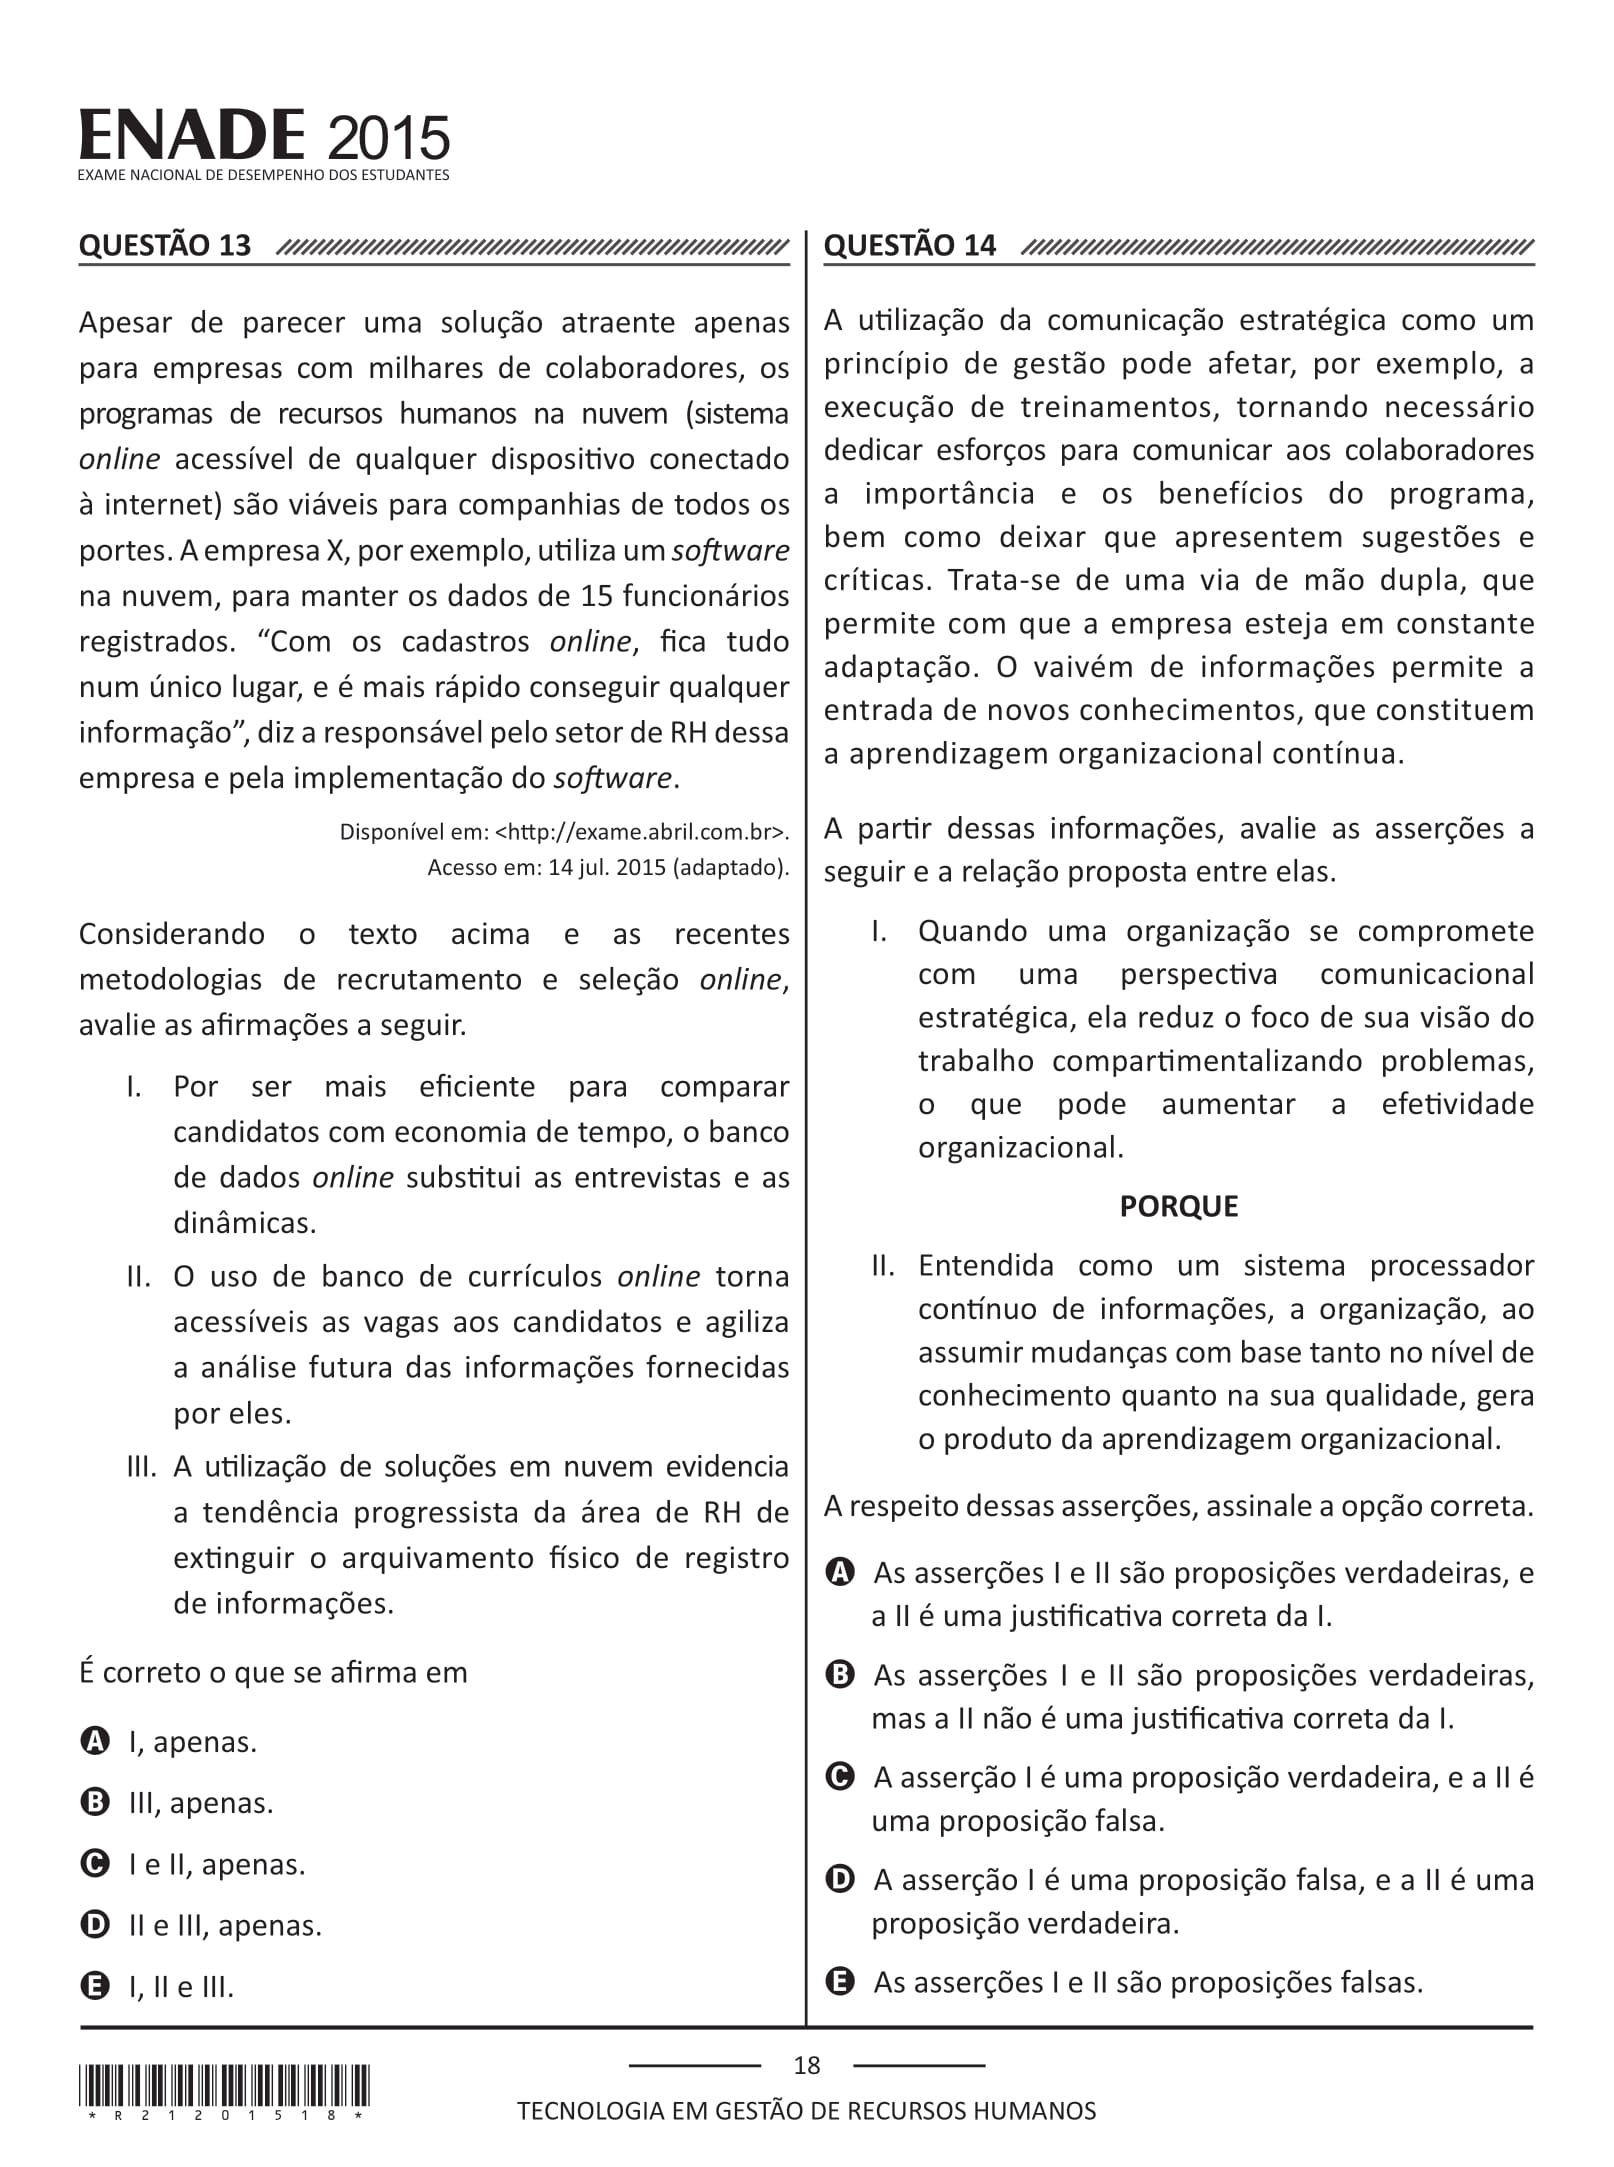 ENADE 2015
EXAME NACIONAL DE DESEMPENHO DOS ESTUDANTES
QUESTÃO 13
Apesar de parecer uma solução atraente apenas
para empresas com milhares de colaboradores, os
programas de recursos humanos na nuvem (sistema
online acessível de qualquer dispositivo conectado
à internet) são viáveis para companhias de todos os
portes. A empresa X, por exemplo, utiliza um software
na nuvem, para manter os dados de 15 funcionários
registrados. “Com os cadastros online, fica tudo
num único lugar, e é mais rápido conseguir qualquer
informação”, diz a responsável pelo setor de RH dessa
empresa e pela implementação do software.
Disponível em: <http://exame.abril.com.br>.
Acesso em: 14 jul. 2015 (adaptado).
Considerando o texto acima e as recentes
metodologias de recrutamento e seleção online,
avalie as afirmações a seguir.
I. Por ser mais eficiente para comparar
candidatos com economia de tempo, o banco
de dados online substitui as entrevistas e as
dinâmicas.
II. O uso de banco de currículos online torna
acessíveis as vagas aos candidatos e agiliza
a análise futura das informações fornecidas
por eles.
III. A utilização de soluções em nuvem evidencia
a tendência progressista da área de RH de
extinguir o arquivamento físico de registro
de informações.
É correto o que se afirma em
A I, apenas.
B III, apenas.
C I e II, apenas.
D II e III, apenas.
E I, II e III.
QUESTÃO 14
A utilização da comunicação estratégica como um
princípio de gestão pode afetar, por exemplo, a
execução de treinamentos, tornando necessário
dedicar esforços para comunicar aos colaboradores
a importância e os benefícios do programa,
bem como deixar que apresentem sugestões e
críticas. Trata-se de uma via de mão dupla, que
permite com que a empresa esteja em constante
adaptação. O vaivém de informações permite a
entrada de novos conhecimentos, que constituem
a aprendizagem organizacional contínua.
A partir dessas informações, avalie as asserções a
seguir e a relação proposta entre elas.
I. Quando uma organização se compromete
com uma perspectiva comunicacional
estratégica, ela reduz o foco de sua visão do
trabalho compartimentalizando problemas,
o que pode aumentar a efetividade
organizacional.
PORQUE
II. Entendida como um sistema processador
contínuo de informações, a organização, ao
assumir mudanças com base tanto no nível de
conhecimento quanto na sua qualidade, gera
o produto da aprendizagem organizacional.
A respeito dessas asserções, assinale a opção correta.
A As asserções I e II são proposições verdadeiras, e
a II é uma justificativa correta da I.
B As asserções I e II são proposições verdadeiras,
mas a II não é uma justificativa correta da I.
C A asserção I é uma proposição verdadeira, e a II é
uma proposição falsa.
D A asserção I é uma proposição falsa, e a II é uma
proposição verdadeira.
E As asserções I e II são proposições falsas.
*R21201518*
18
TECNOLOGIA EM GESTÃO DE RECURSOS HUMANOS